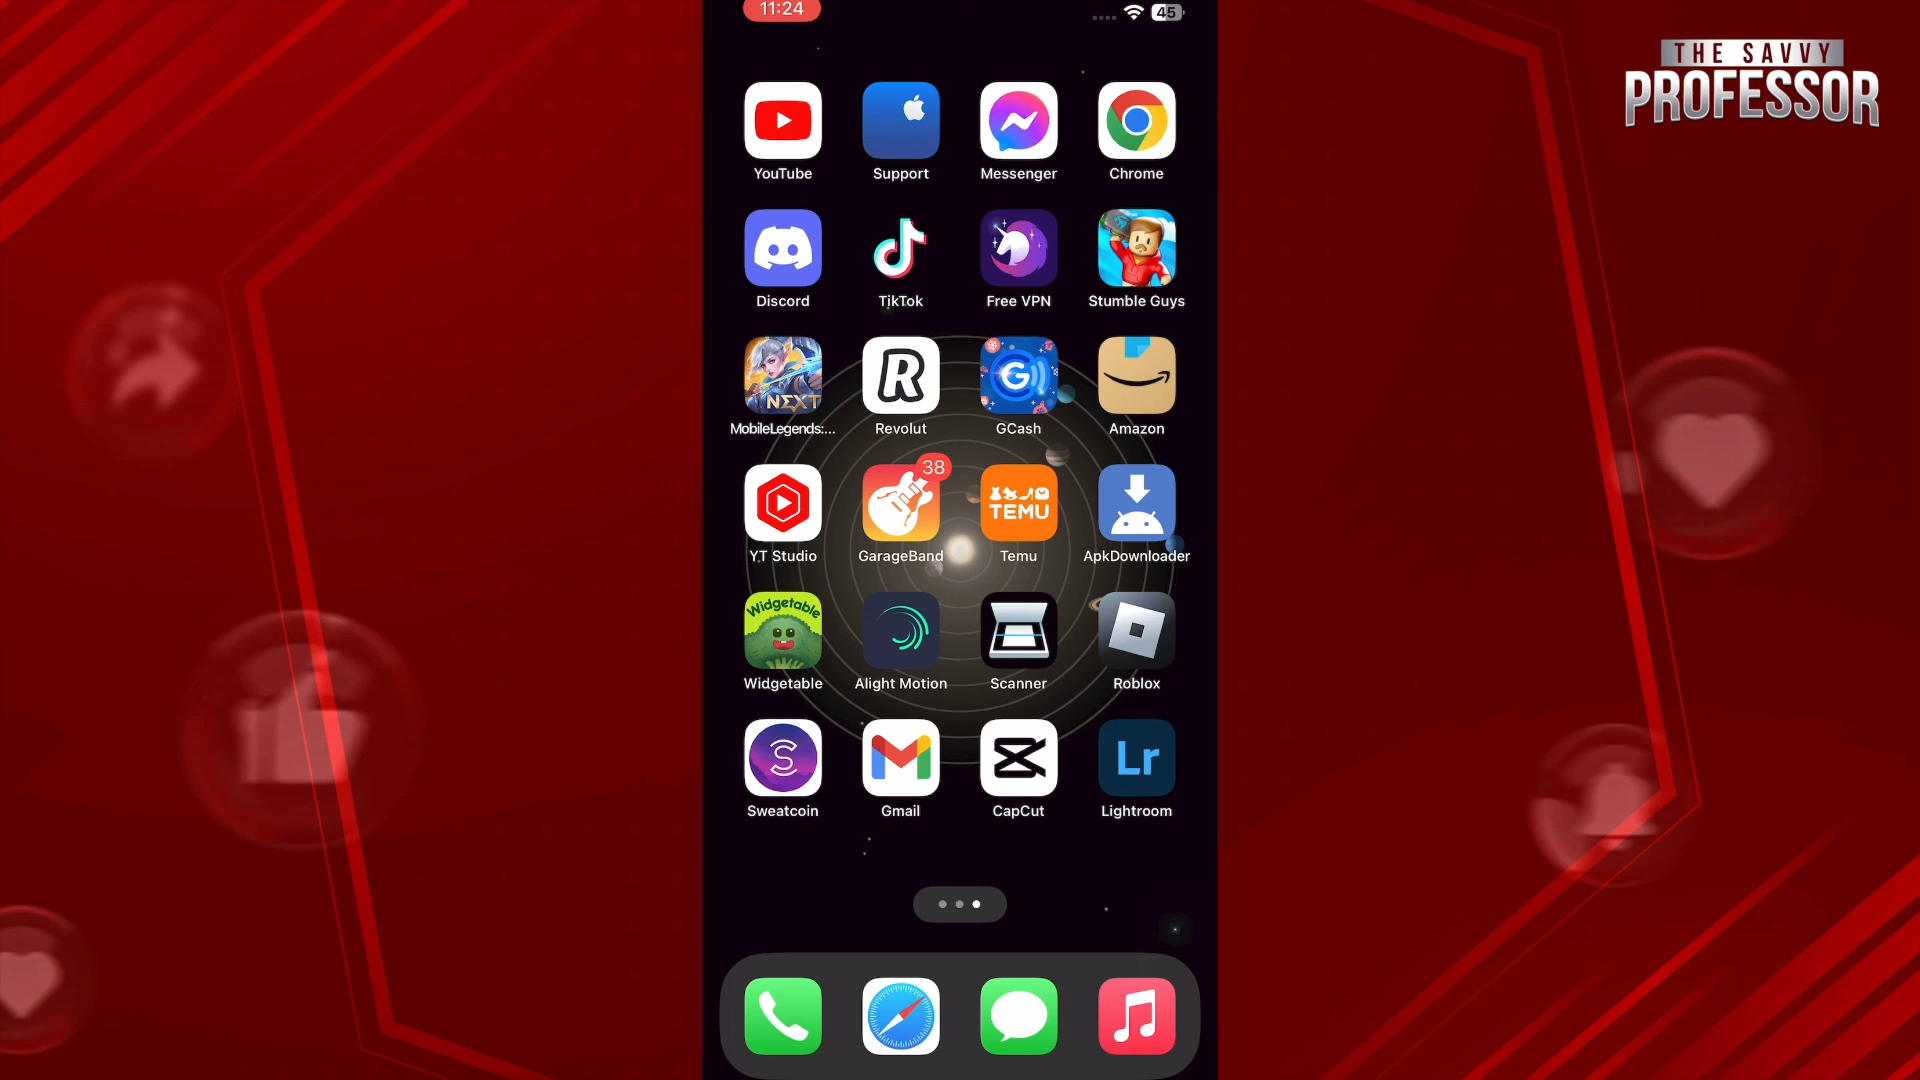 11:24
45
THE SAVVY
PROFESSOR
YouTube
Support
Messenger
Chrome
Discord
TikTok
Free VPN
Stumble Guys
NEXT
MobileLegends:...
R
Revolut
G
GCash
Amazon
YT Studio
38
GarageBand
TEMU
Temu
ApkDownloader
Widgetable
Widgetable
Alight Motion
Scanner
Roblox
S
Sweatcoin
Gmail
CapCut
Lr
Lightroom